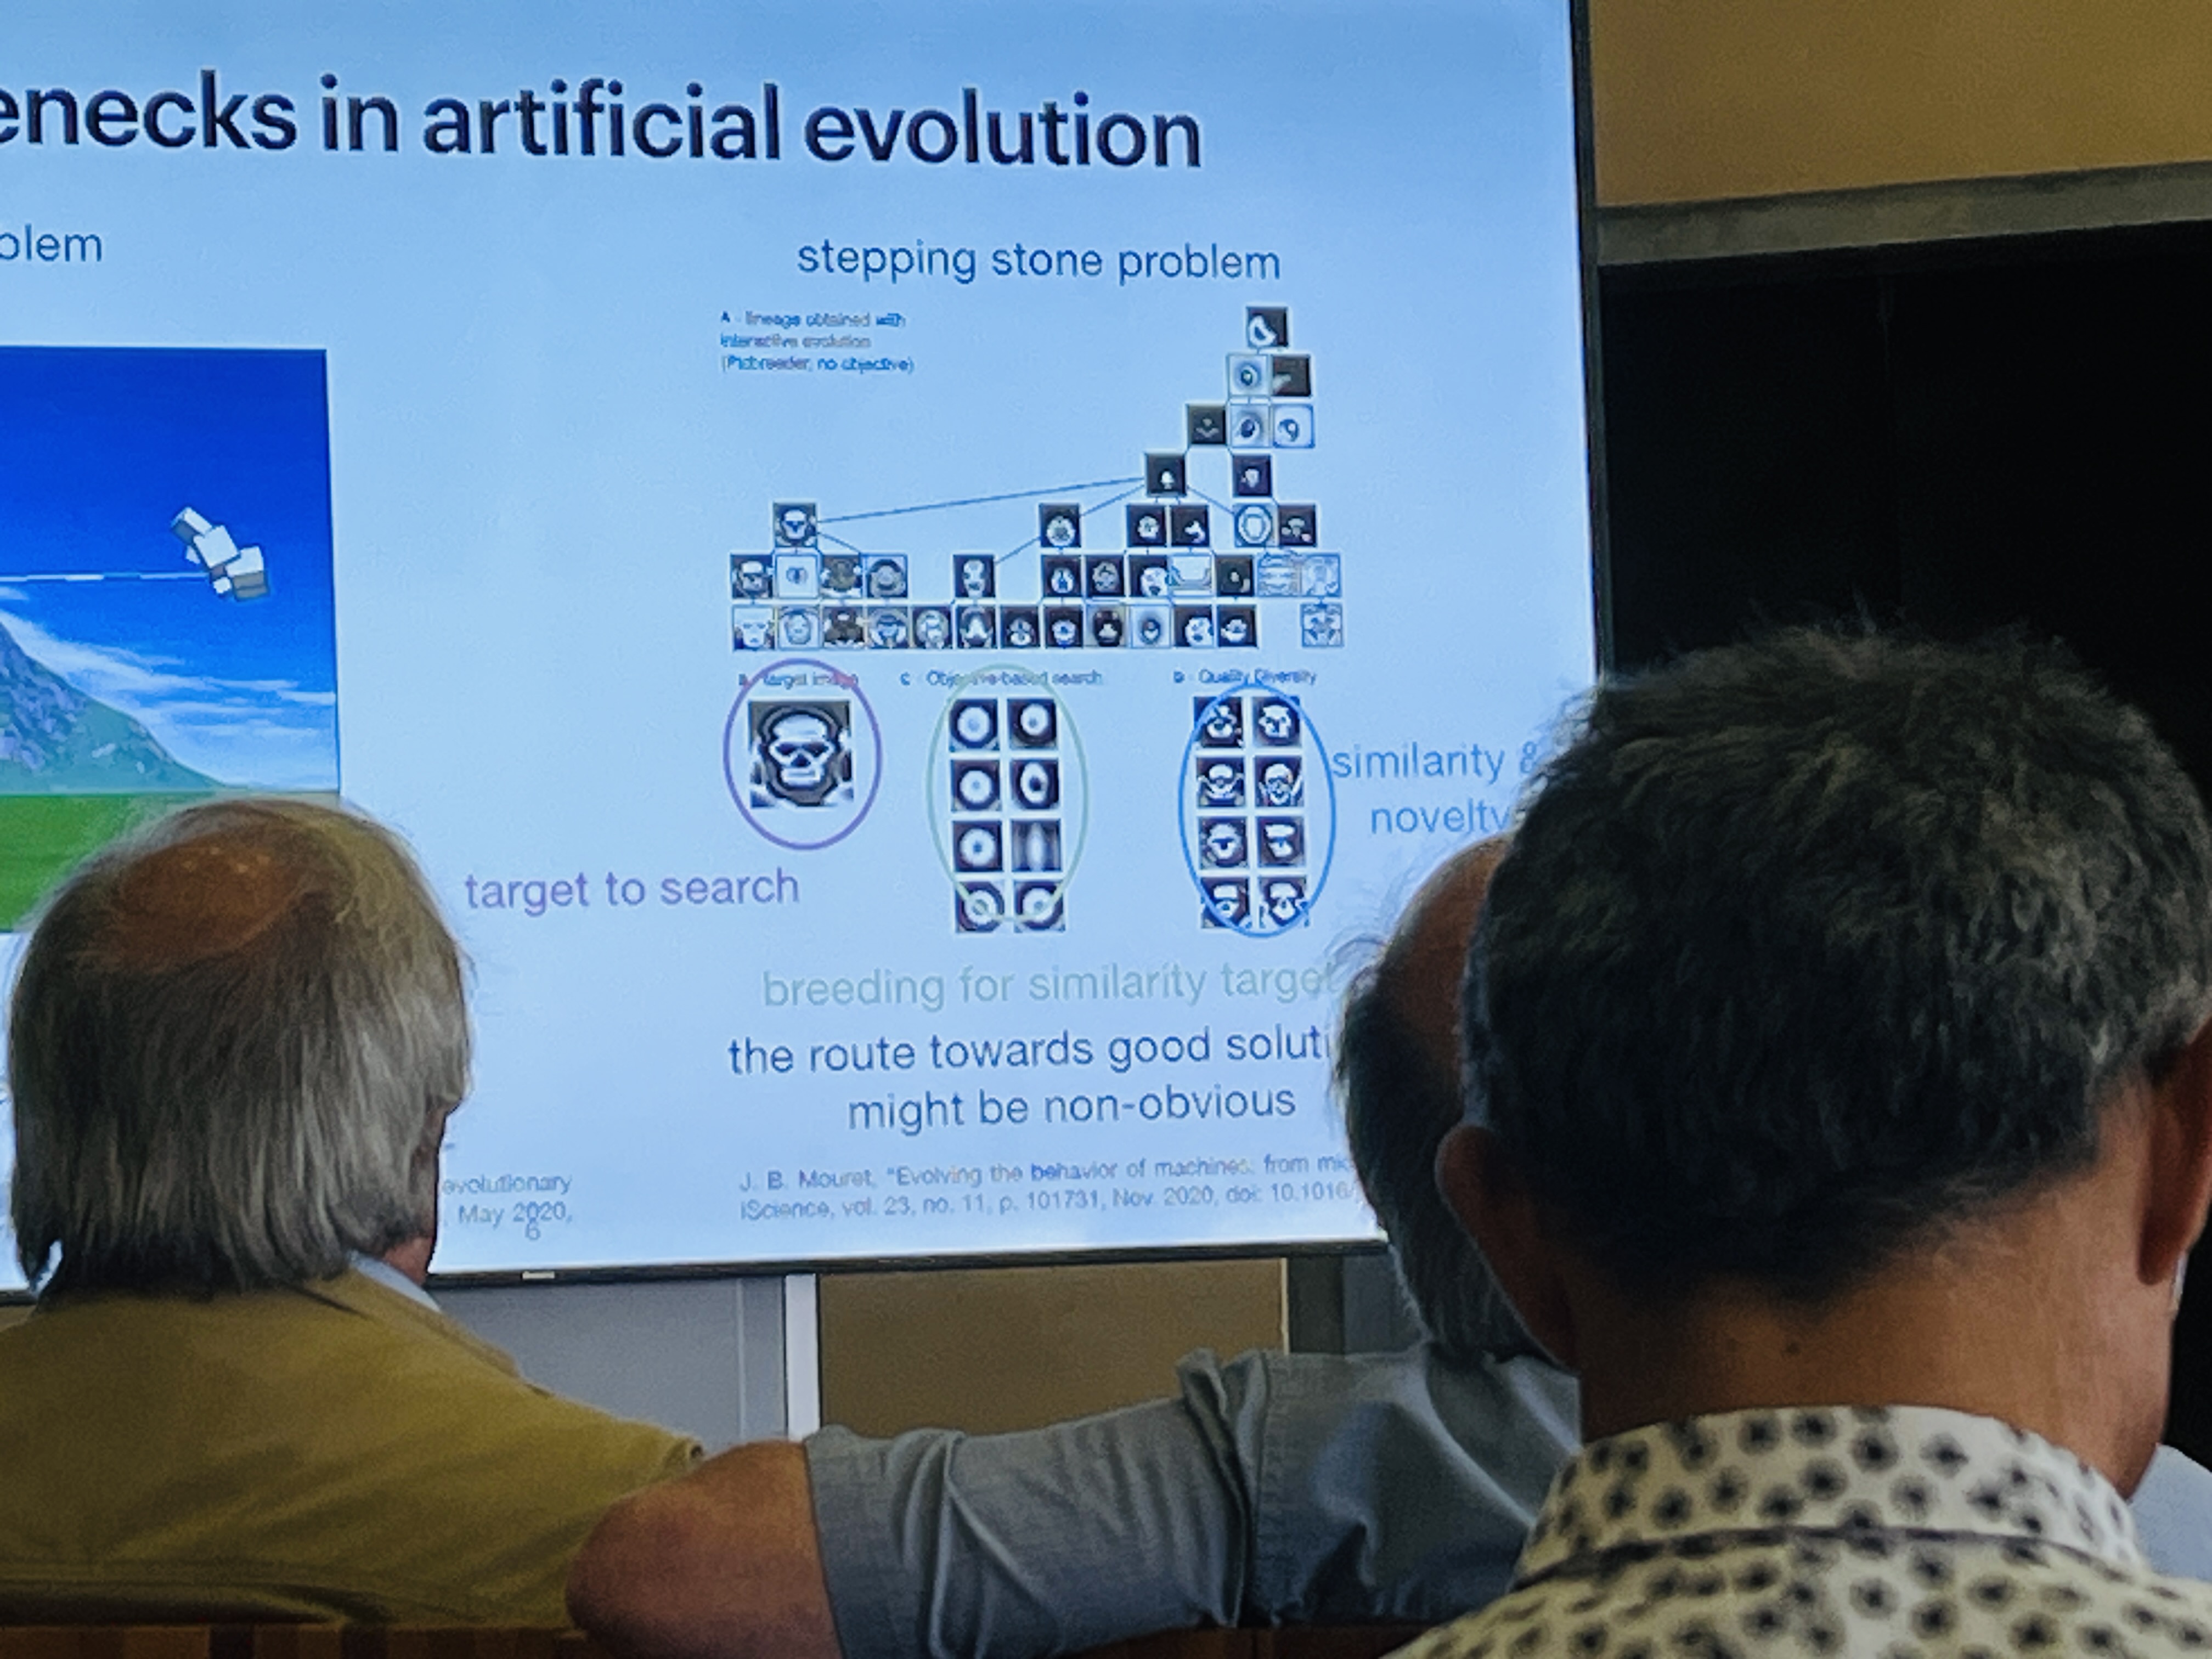 enecks in artificial evolution
blem
stepping stone problem
A - lineage obtained with
interactive evolution
(Picbreeder, no objective)
B - Target image
C - Objective-based search
D - Quality Diversity
similarity &
novelty
target to search
breeding for similarity target
the route towards good soluti
might be non-obvious
evolutionary
May 2020,
6
J. B. Mouret, "Evolving the behavior of machines: from mic
iScience, vol. 23, no. 11, p. 101731, Nov. 2020, doi: 10.1016/j